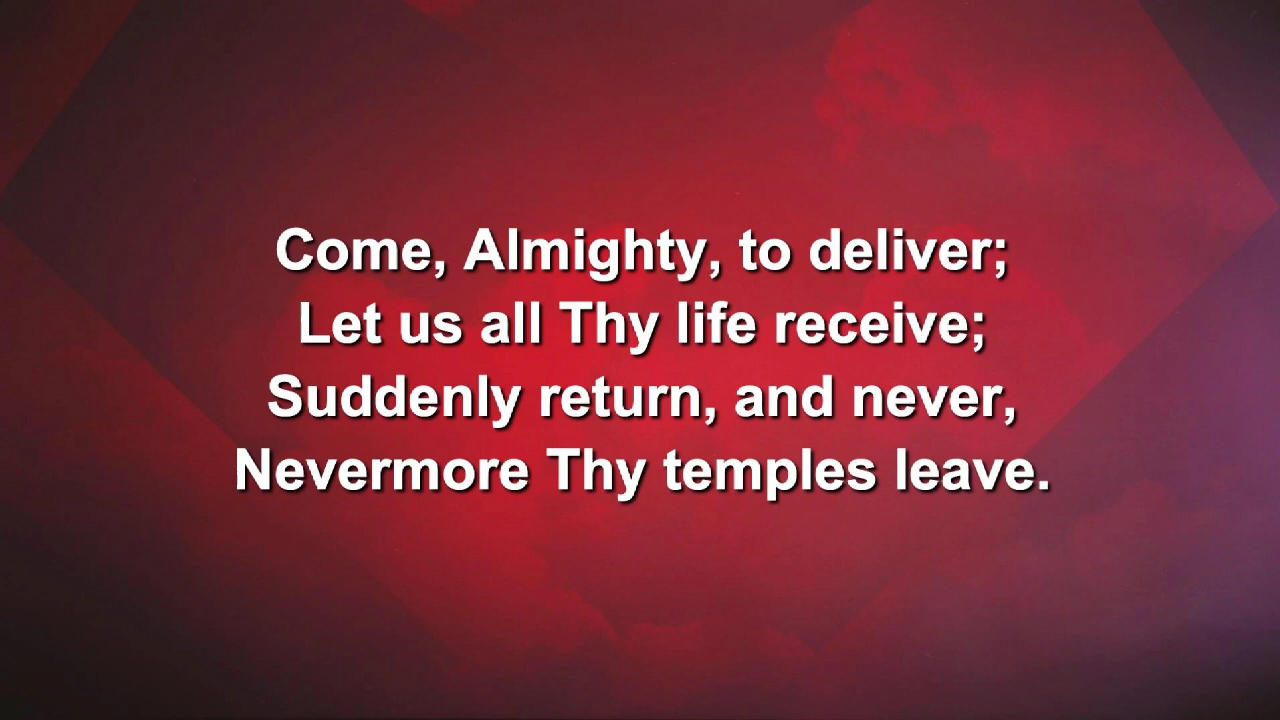 Come, Almighty, to deliver;
Let us all Thy life receive;
Suddenly return, and never,
Nevermore Thy temples leave.